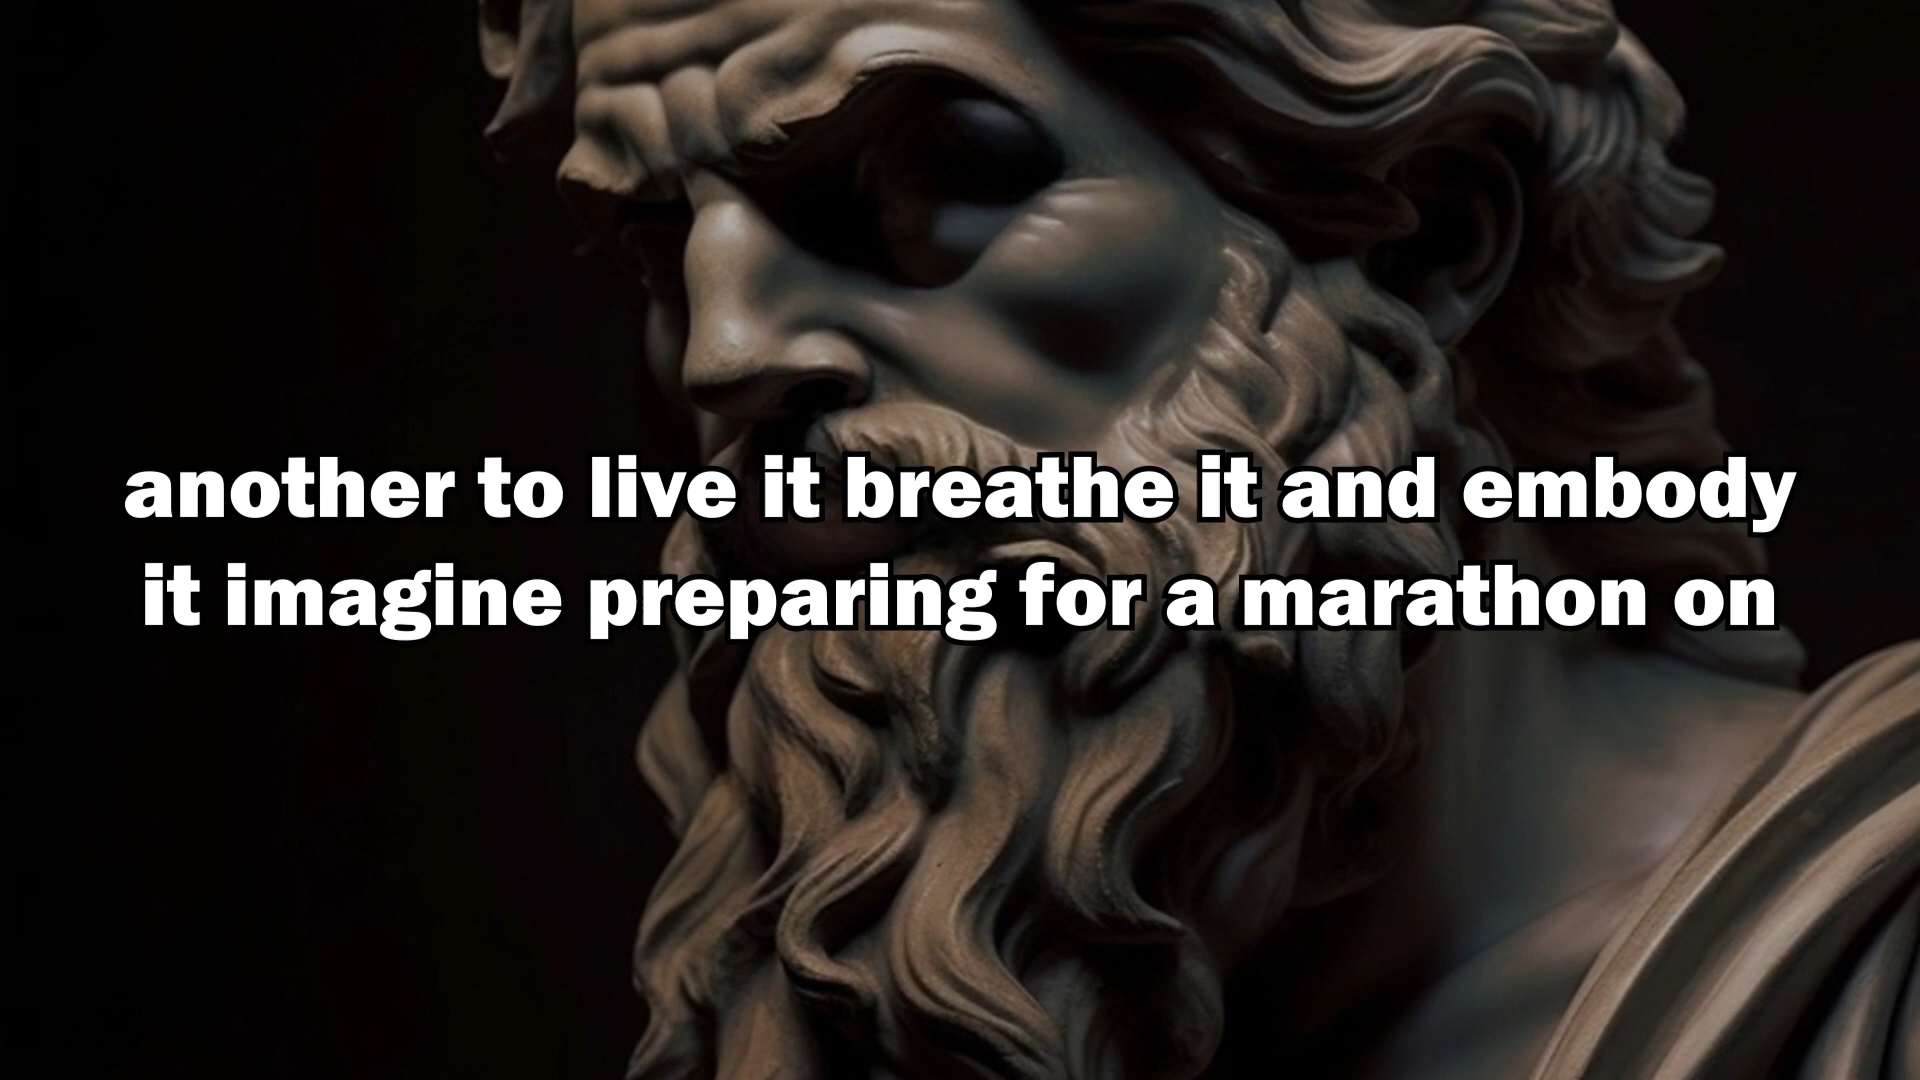 another to live it breathe it and embody
it imagine preparing for a marathon on